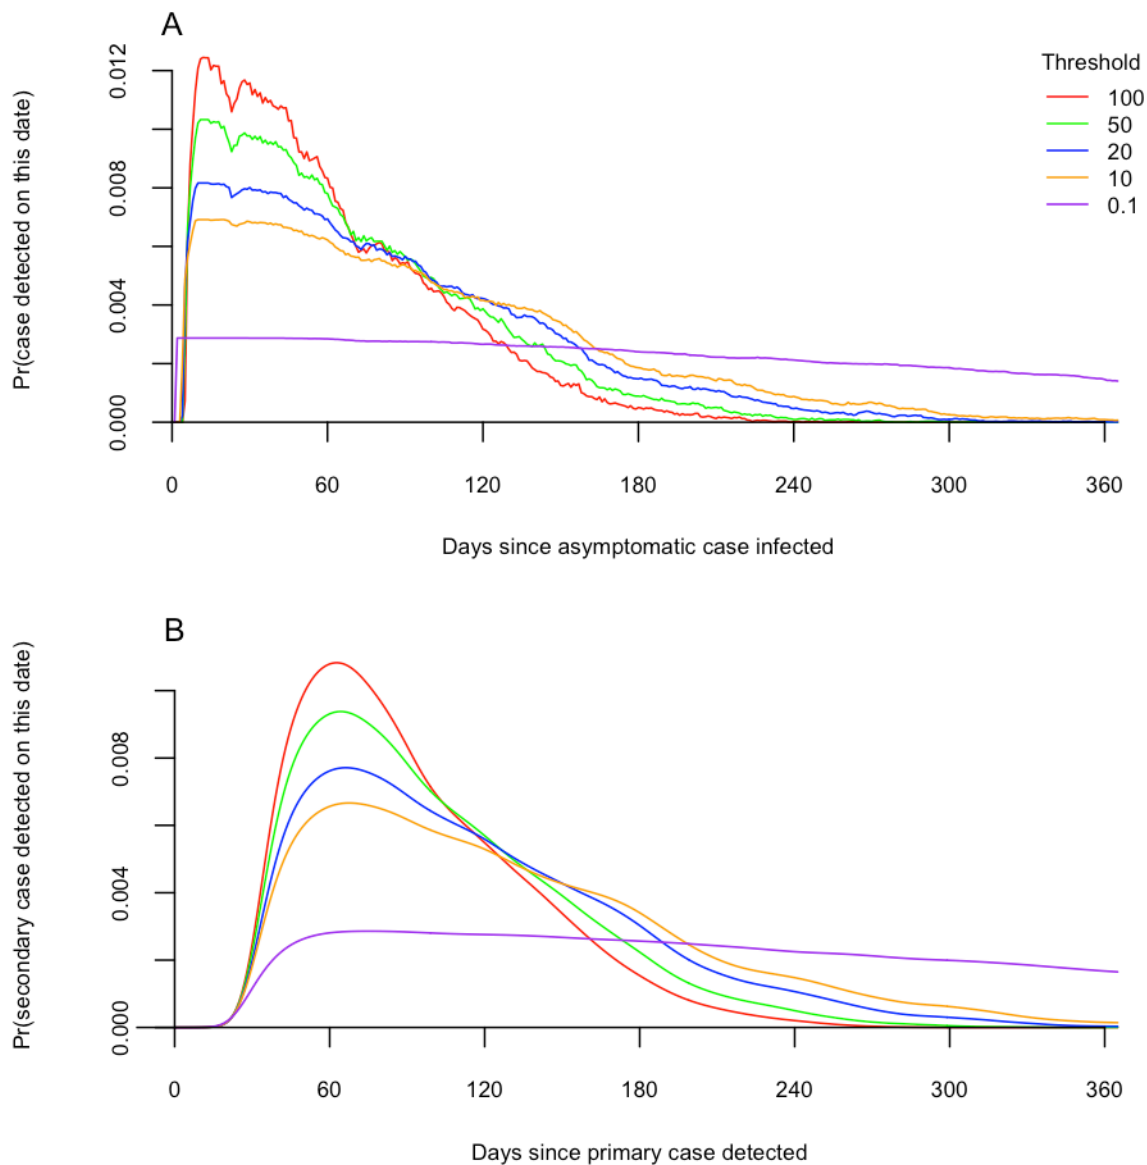 A
Pr(case detected on this date)
0.012
0.008
0.004
0.000
0 60 120 180 240 300 360
Days since asymptomatic case infected
Threshold
100
50
20
10
0.1
B
Pr(secondary case detected on this date)
0.008
0.004
0.000
0 60 120 180 240 300 360
Days since primary case detected